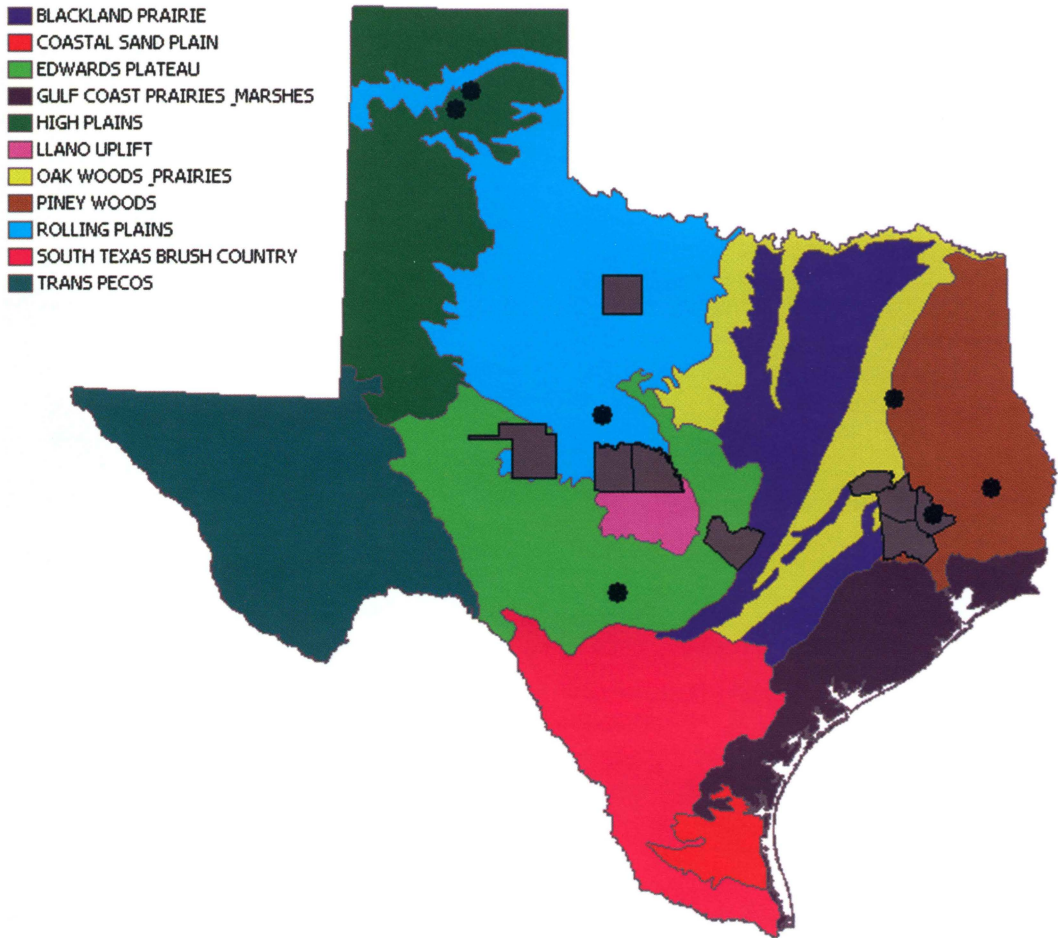 BLACKLAND PRAIRIE
COASTAL SAND PLAIN
EDWARDS PLATEAU
GULF COAST PRAIRIES_MARSHES
HIGH PLAINS
LLANO UPLIFT
OAK WOODS_PRAIRIES
PINEY WOODS
ROLLING PLAINS
SOUTH TEXAS BRUSH COUNTRY
TRANS PECOS